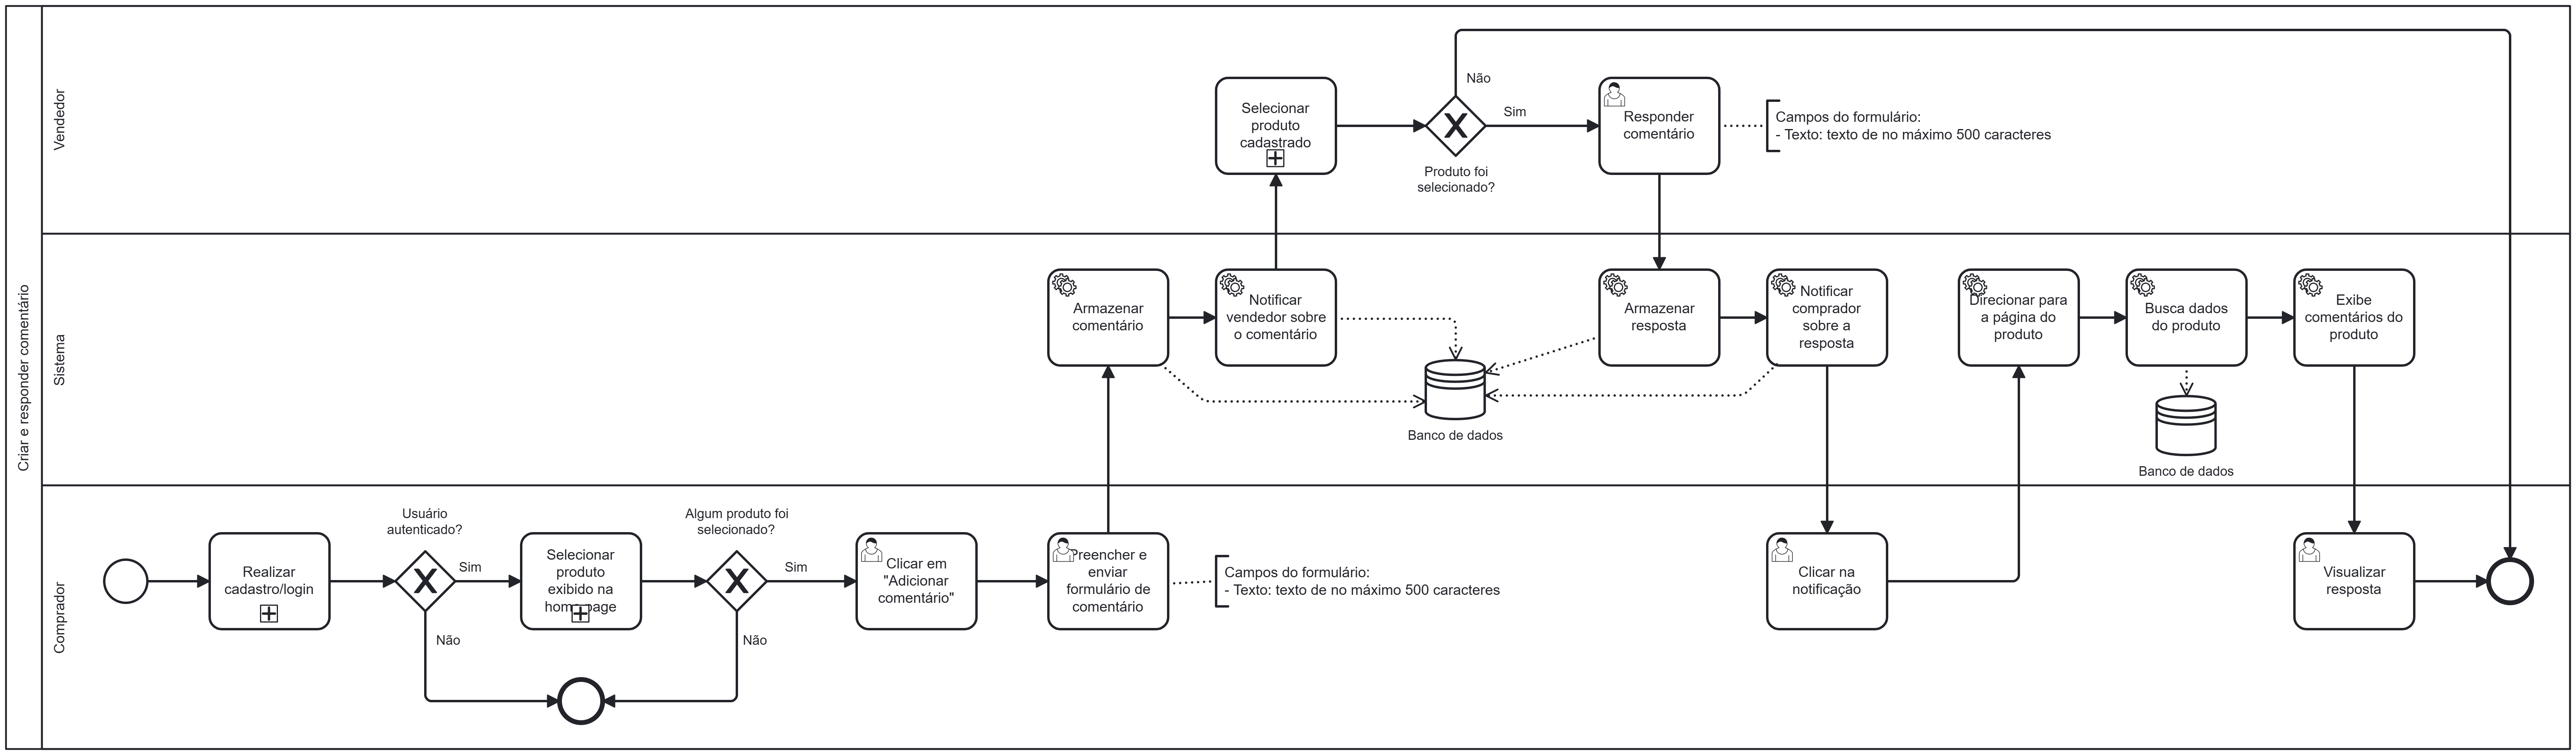 Criar e responder comentário
Vendedor
Selecionar
produto
cadastrado
Não
Sim
Produto foi
selecionado?
Responder
comentário
Campos do formulário:
- Texto: texto de no máximo 500 caracteres
Sistema
Armazenar
comentário
Notificar
vendedor sobre
o comentário
Banco de dados
Armazenar
resposta
Notificar
comprador
sobre a
resposta
Direcionar para
a página do
produto
Busca dados
do produto
Banco de dados
Exibe
comentários do
produto
Comprador
Realizar
cadastro/login
Usuário
autenticado?
Sim
Não
Selecionar
produto
exibido na
home page
Algum produto foi
selecionado?
Sim
Não
Clicar em
"Adicionar
comentário"
Preencher e
enviar
formulário de
comentário
Campos do formulário:
- Texto: texto de no máximo 500 caracteres
Clicar na
notificação
Visualizar
resposta